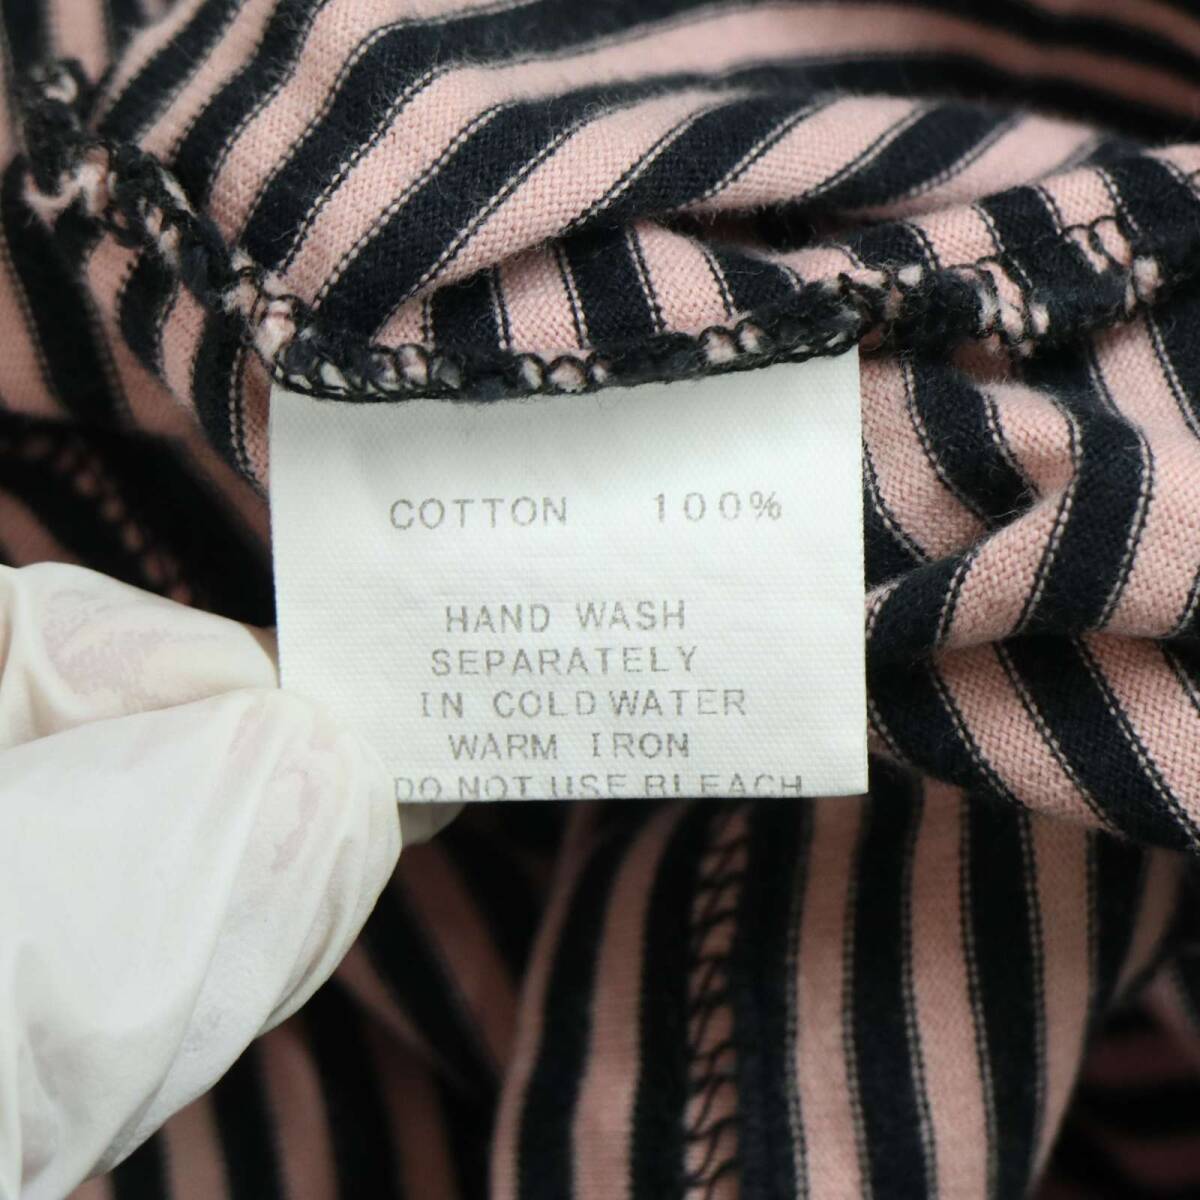 COTTON 100%
HAND WASH
SEPARATELY
IN COLD WATER
WARM IRON
DO NOT USE BLEACH